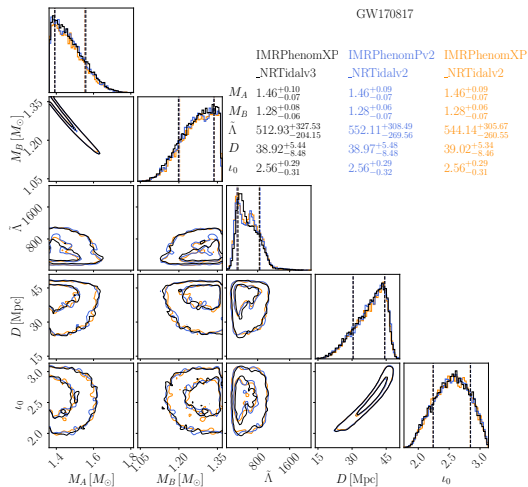 GW170817
IMRPhenomXP IMRPhenomPv2 IMRPhenomXP
_NRTidalv3 _NRTidalv2 _NRTidalv2
M_A 1.46^{+0.10}_{-0.07} 1.46^{+0.09}_{-0.07} 1.46^{+0.09}_{-0.07}
M_B 1.28^{+0.06}_{-0.08} 1.28^{+0.06}_{-0.07} 1.28^{+0.06}_{-0.07}
Λ̃ 512.93^{+327.53}_{-204.15} 552.11^{+308.49}_{-269.56} 544.14^{+305.67}_{-260.55}
D 38.92^{+5.44}_{-8.48} 38.97^{+5.48}_{-8.48} 39.02^{+5.34}_{-8.46}
ι_0 2.56^{+0.29}_{-0.31} 2.56^{+0.29}_{-0.32} 2.56^{+0.29}_{-0.31}
M_B [M_⊙]
1.35
1.20
1.05
Λ̃
1600
800
D [Mpc]
45
30
15
ι_0
3.0
2.5
2.0
1.4 1.6 1.8
M_A [M_⊙]
1.05 1.20 1.35
M_B [M_⊙]
800 1600
Λ̃
15 30 45
D [Mpc]
2.0 2.5 3.0
ι_0